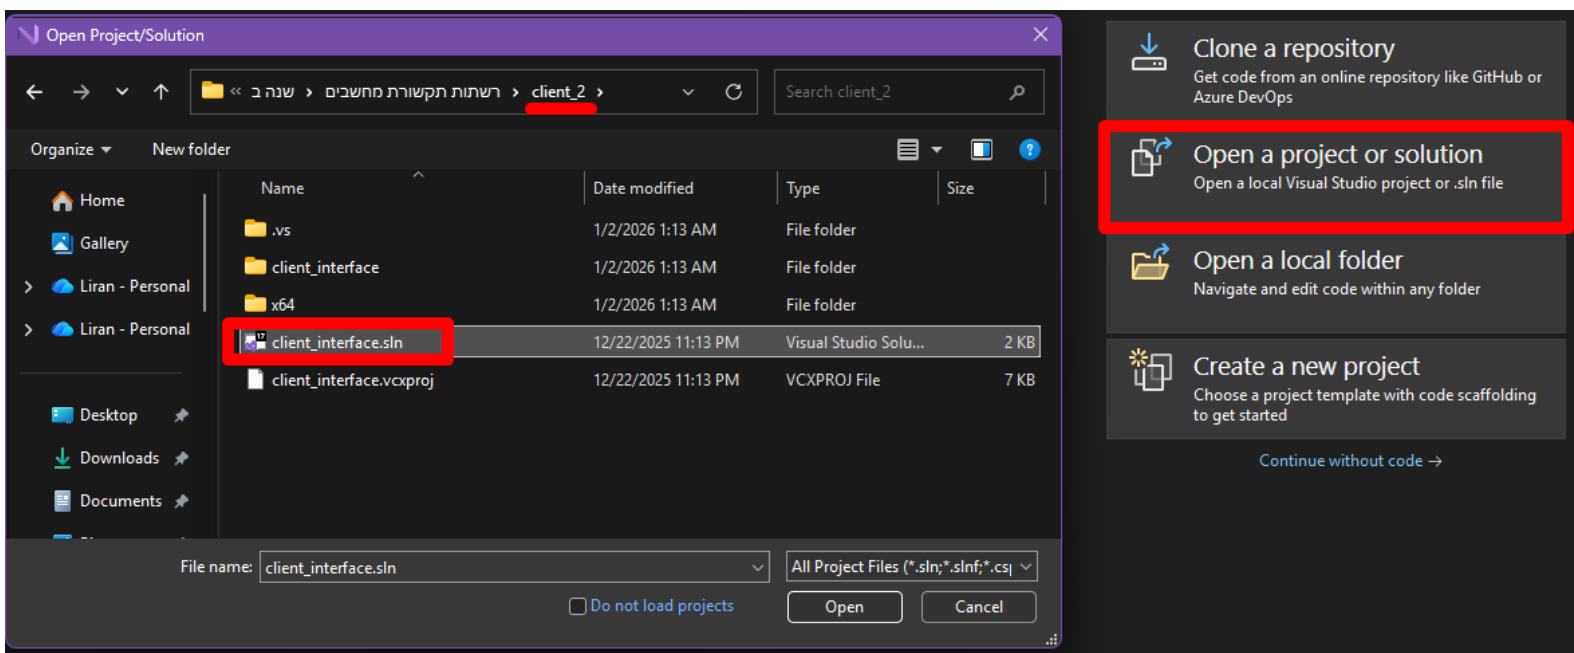 Open Project/Solution
« שנה ב › רשתות תקשורת מחשבים › client_2 ›
Search client_2
Organize
New folder
Name
Date modified
Type
Size
Home
Gallery
Liran - Personal
Liran - Personal
Desktop
Downloads
Documents
.vs 1/2/2026 1:13 AM File folder
client_interface 1/2/2026 1:13 AM File folder
x64 1/2/2026 1:13 AM File folder
client_interface.sln 12/22/2025 11:13 PM Visual Studio Solu... 2 KB
client_interface.vcxproj 12/22/2025 11:13 PM VCXPROJ File 7 KB
File name: client_interface.sln
All Project Files (*.sln;*.slnf;*.csp
Do not load projects
Open
Cancel
Clone a repository
Get code from an online repository like GitHub or
Azure DevOps
Open a project or solution
Open a local Visual Studio project or .sln file
Open a local folder
Navigate and edit code within any folder
Create a new project
Choose a project template with code scaffolding
to get started
Continue without code →